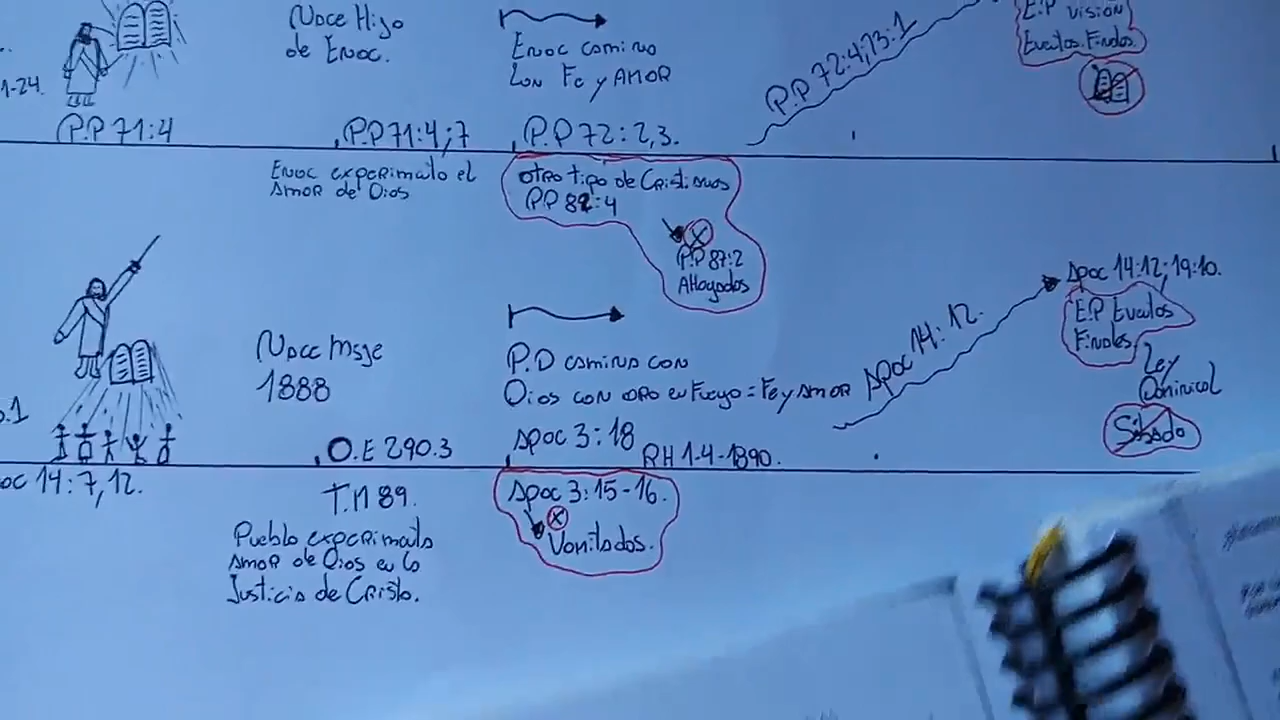 Nace Hijo
de Enoc.
Enoc camino
Con Fe y AMOR
P.P 72:4;73:1
E.P visión
Eventos Finales
1-24.
P.P 71:4
P.P 71:4;7
P.P 72:2,3.
Enoc experimento el
Amor de Dios
otro tipo de Cristianos
P.P 82:4
P.P 87:2
Ahogados
Apoc 14:12;19:10.
E.P Eventos
Finales
Ley
Dominical
Sábado
Nace Msje
1888
P.D camina con
Dios con oro en Fuego = Fe y Amor
Apoc 14:12.
Apoc 3:18
RH 1-4-1890.
O.E 290.3
oc 14:7,12.
T.M 89.
Pueblo experimenta
Amor de Dios en la
Justicia de Cristo.
Apoc 3:15-16.
Vomitados.